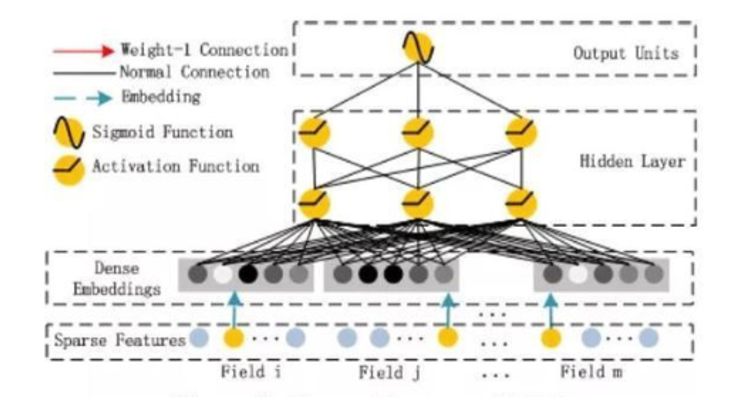 Weight-1 Connection
Normal Connection
Embedding
Sigmoid Function
Activation Function
Output Units
Hidden Layer
Dense
Embeddings
...
Sparse Features ... ... ... ...
Field i Field j ... Field m